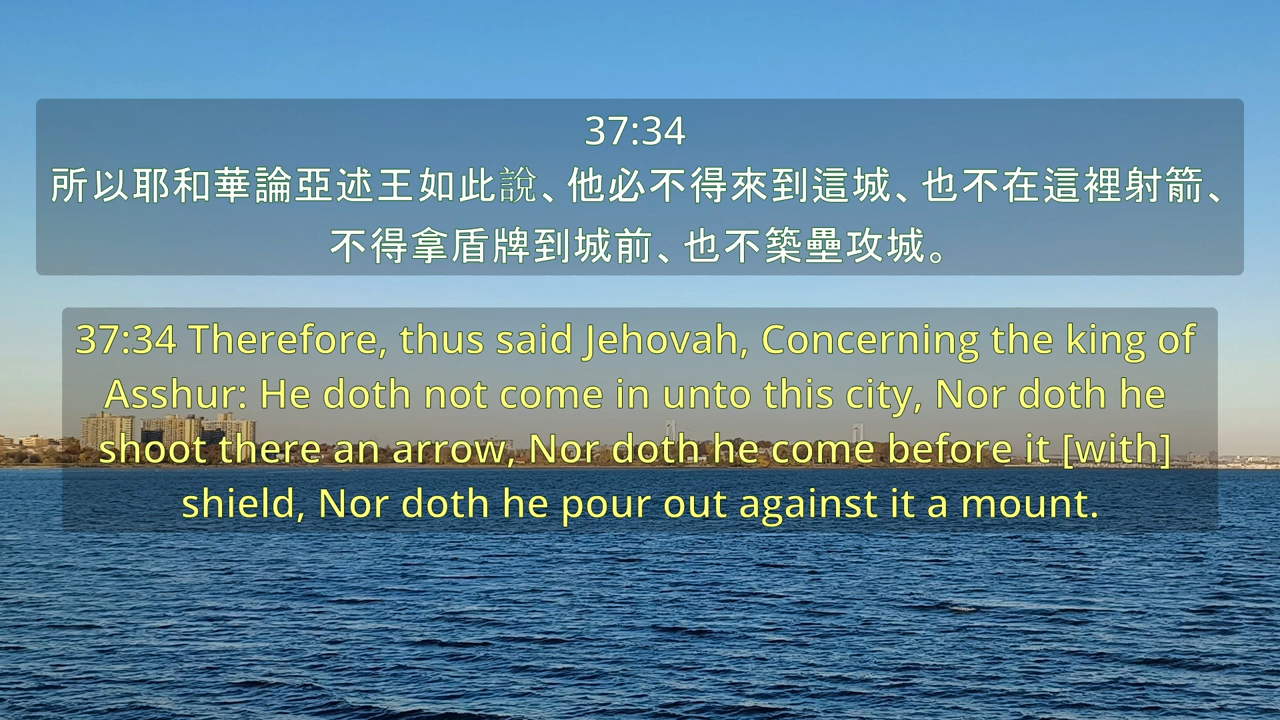 37:34
所以耶和華論亞述王如此說、他必不得來到這城、也不在這裡射箭、
不得拿盾牌到城前、也不築壘攻城。
37:34 Therefore, thus said Jehovah, Concerning the king of
Asshur: He doth not come in unto this city, Nor doth he
shoot there an arrow, Nor doth he come before it [with]
shield, Nor doth he pour out against it a mount.